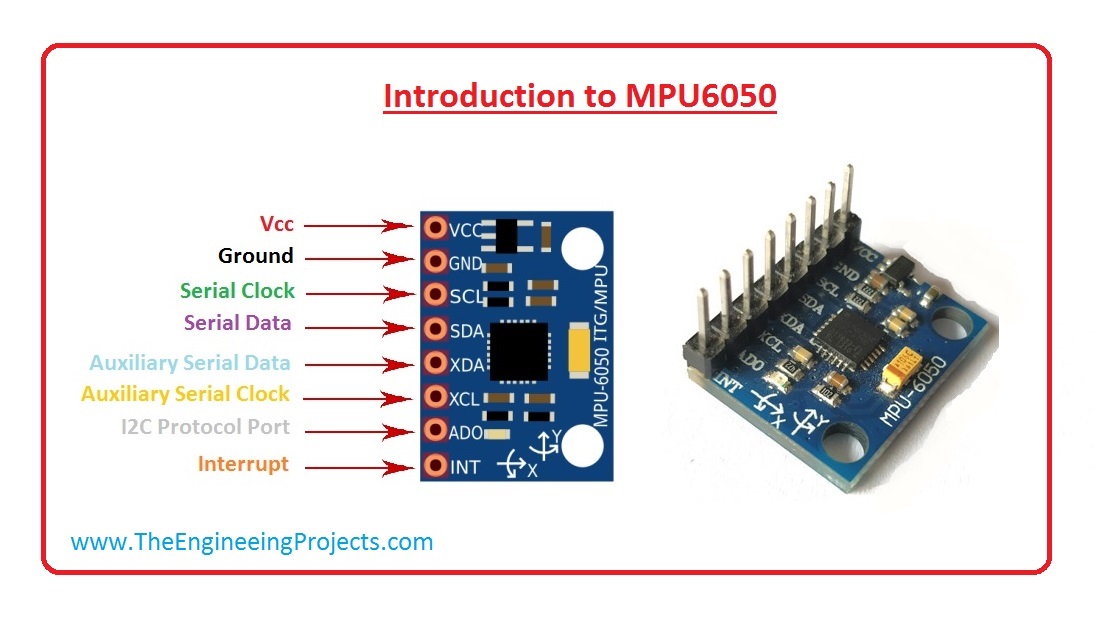 Introduction to MPU6050
Vcc
Ground
Serial Clock
Serial Data
Auxiliary Serial Data
Auxiliary Serial Clock
I2C Protocol Port
Interrupt
VCC
GND
SCL
SDA
XDA
XCL
ADO
INT
MPU-6050 ITG/MPU
Y
X
VCC
GND
SCL
SDA
XDA
XCL
ADO
INT
X
Y
MPU-6050
www.TheEngineeingProjects.com